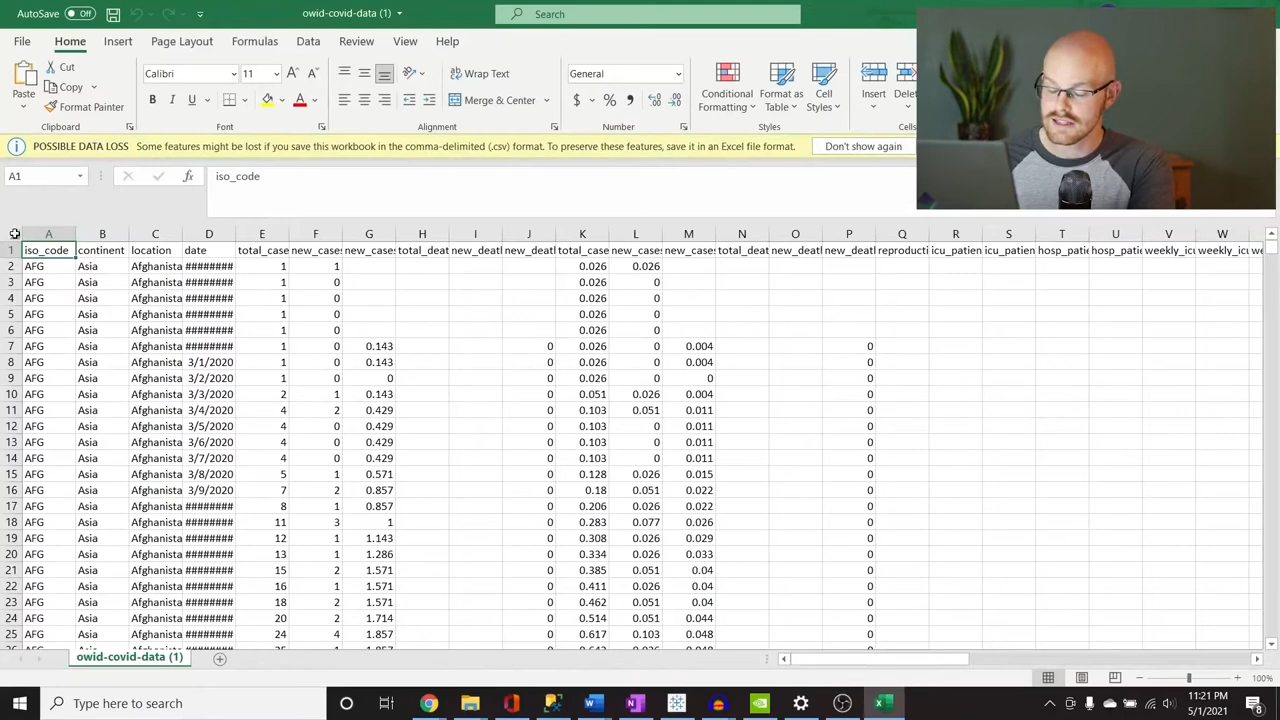 AutoSave Off owid-covid-data (1) Search
File Home Insert Page Layout Formulas Data Review View Help
Paste Cut Copy Format Painter Calibri 11 Wrap Text Merge & Center General Conditional Formatting Format as Table Cell Styles Insert
Clipboard Font Alignment Number Styles
POSSIBLE DATA LOSS Some features might be lost if you save this workbook in the comma-delimited (.csv) format. To preserve these features, save it in an Excel file format. Don't show again
A1 fx iso_code
A B C D E F G H I J K L M N O P Q R S T U V W
1 iso_code continent location date total_case new_case new_case total_deat new_death new_death total_case new_case new_case total_deat new_death new_death reproducti icu_patien icu_patien hosp_patie hosp_patie weekly_icu weekly_icu
2 AFG Asia Afghanista ######## 1 1 0.026 0.026
3 AFG Asia Afghanista ######## 1 0 0.026 0
4 AFG Asia Afghanista ######## 1 0 0.026 0
5 AFG Asia Afghanista ######## 1 0 0.026 0
6 AFG Asia Afghanista ######## 1 0 0.026 0
7 AFG Asia Afghanista ######## 1 0 0.143 0 0.026 0 0.004 0
8 AFG Asia Afghanista 3/1/2020 1 0 0.143 0 0.026 0 0.004 0
9 AFG Asia Afghanista 3/2/2020 1 0 0 0 0.026 0 0 0
10 AFG Asia Afghanista 3/3/2020 2 1 0.143 0 0.051 0.026 0.004 0
11 AFG Asia Afghanista 3/4/2020 4 2 0.429 0 0.103 0.051 0.011 0
12 AFG Asia Afghanista 3/5/2020 4 0 0.429 0 0.103 0 0.011 0
13 AFG Asia Afghanista 3/6/2020 4 0 0.429 0 0.103 0 0.011 0
14 AFG Asia Afghanista 3/7/2020 4 0 0.429 0 0.103 0 0.011 0
15 AFG Asia Afghanista 3/8/2020 5 1 0.571 0 0.128 0.026 0.015 0
16 AFG Asia Afghanista 3/9/2020 7 2 0.857 0 0.18 0.051 0.022 0
17 AFG Asia Afghanista ######## 8 1 0.857 0 0.206 0.026 0.022 0
18 AFG Asia Afghanista ######## 11 3 1 0 0.283 0.077 0.026 0
19 AFG Asia Afghanista ######## 12 1 1.143 0 0.308 0.026 0.029 0
20 AFG Asia Afghanista ######## 13 1 1.286 0 0.334 0.026 0.033 0
21 AFG Asia Afghanista ######## 15 2 1.571 0 0.385 0.051 0.04 0
22 AFG Asia Afghanista ######## 16 1 1.571 0 0.411 0.026 0.04 0
23 AFG Asia Afghanista ######## 18 2 1.571 0 0.462 0.051 0.04 0
24 AFG Asia Afghanista ######## 20 2 1.714 0 0.514 0.051 0.044 0
25 AFG Asia Afghanista ######## 24 4 1.857 0 0.617 0.103 0.048 0
owid-covid-data (1)
100%
Type here to search
11:21 PM
5/1/2021
8